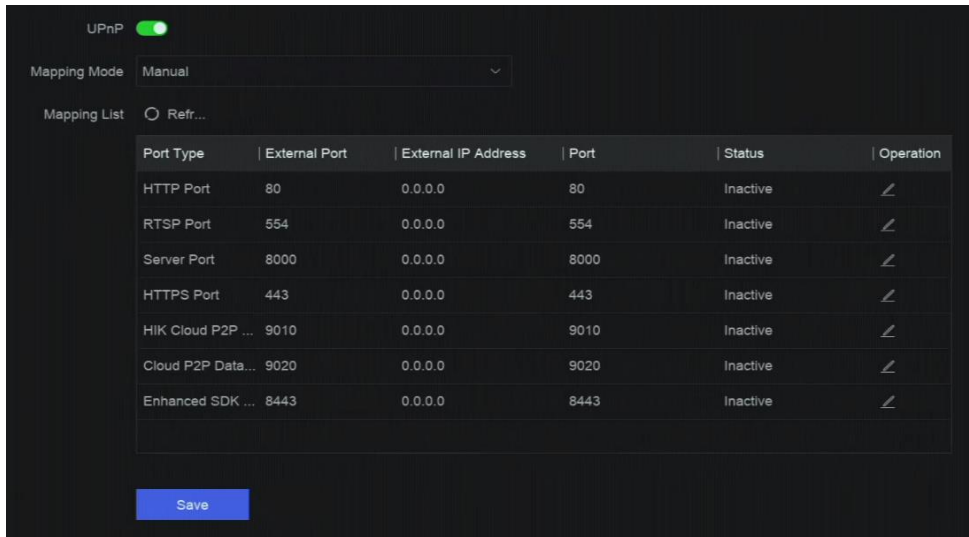 UPnP
Mapping Mode Manual
Mapping List Refr...
Port Type External Port External IP Address Port Status Operation
HTTP Port 80 0.0.0.0 80 Inactive
RTSP Port 554 0.0.0.0 554 Inactive
Server Port 8000 0.0.0.0 8000 Inactive
HTTPS Port 443 0.0.0.0 443 Inactive
HIK Cloud P2P ... 9010 0.0.0.0 9010 Inactive
Cloud P2P Data... 9020 0.0.0.0 9020 Inactive
Enhanced SDK ... 8443 0.0.0.0 8443 Inactive
Save